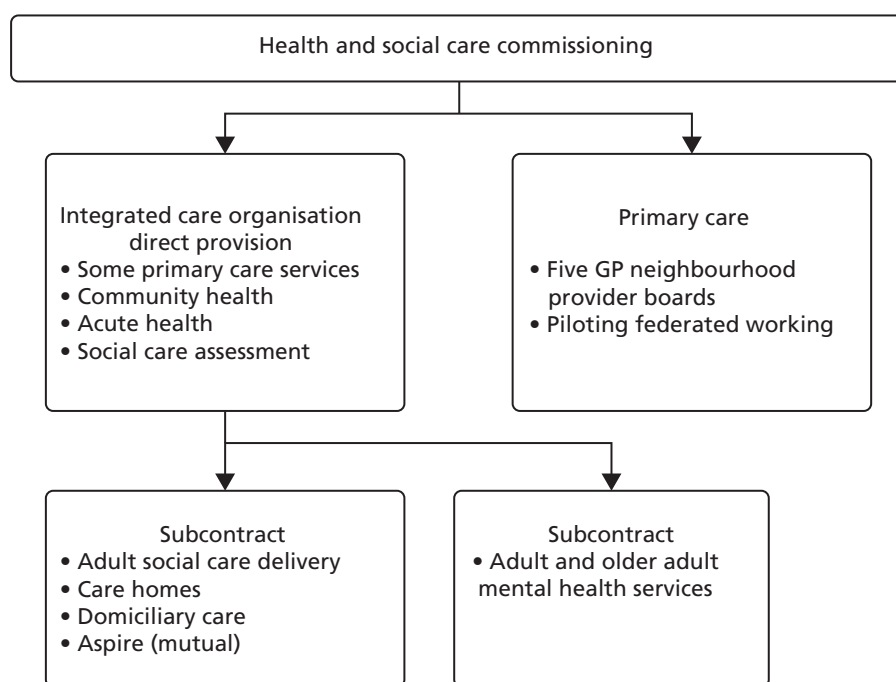 Health and social care commissioning
Integrated care organisation
direct provision
• Some primary care services
• Community health
• Acute health
• Social care assessment
Primary care
• Five GP neighbourhood
provider boards
• Piloting federated working
Subcontract
• Adult social care delivery
• Care homes
• Domiciliary care
• Aspire (mutual)
Subcontract
• Adult and older adult
mental health services